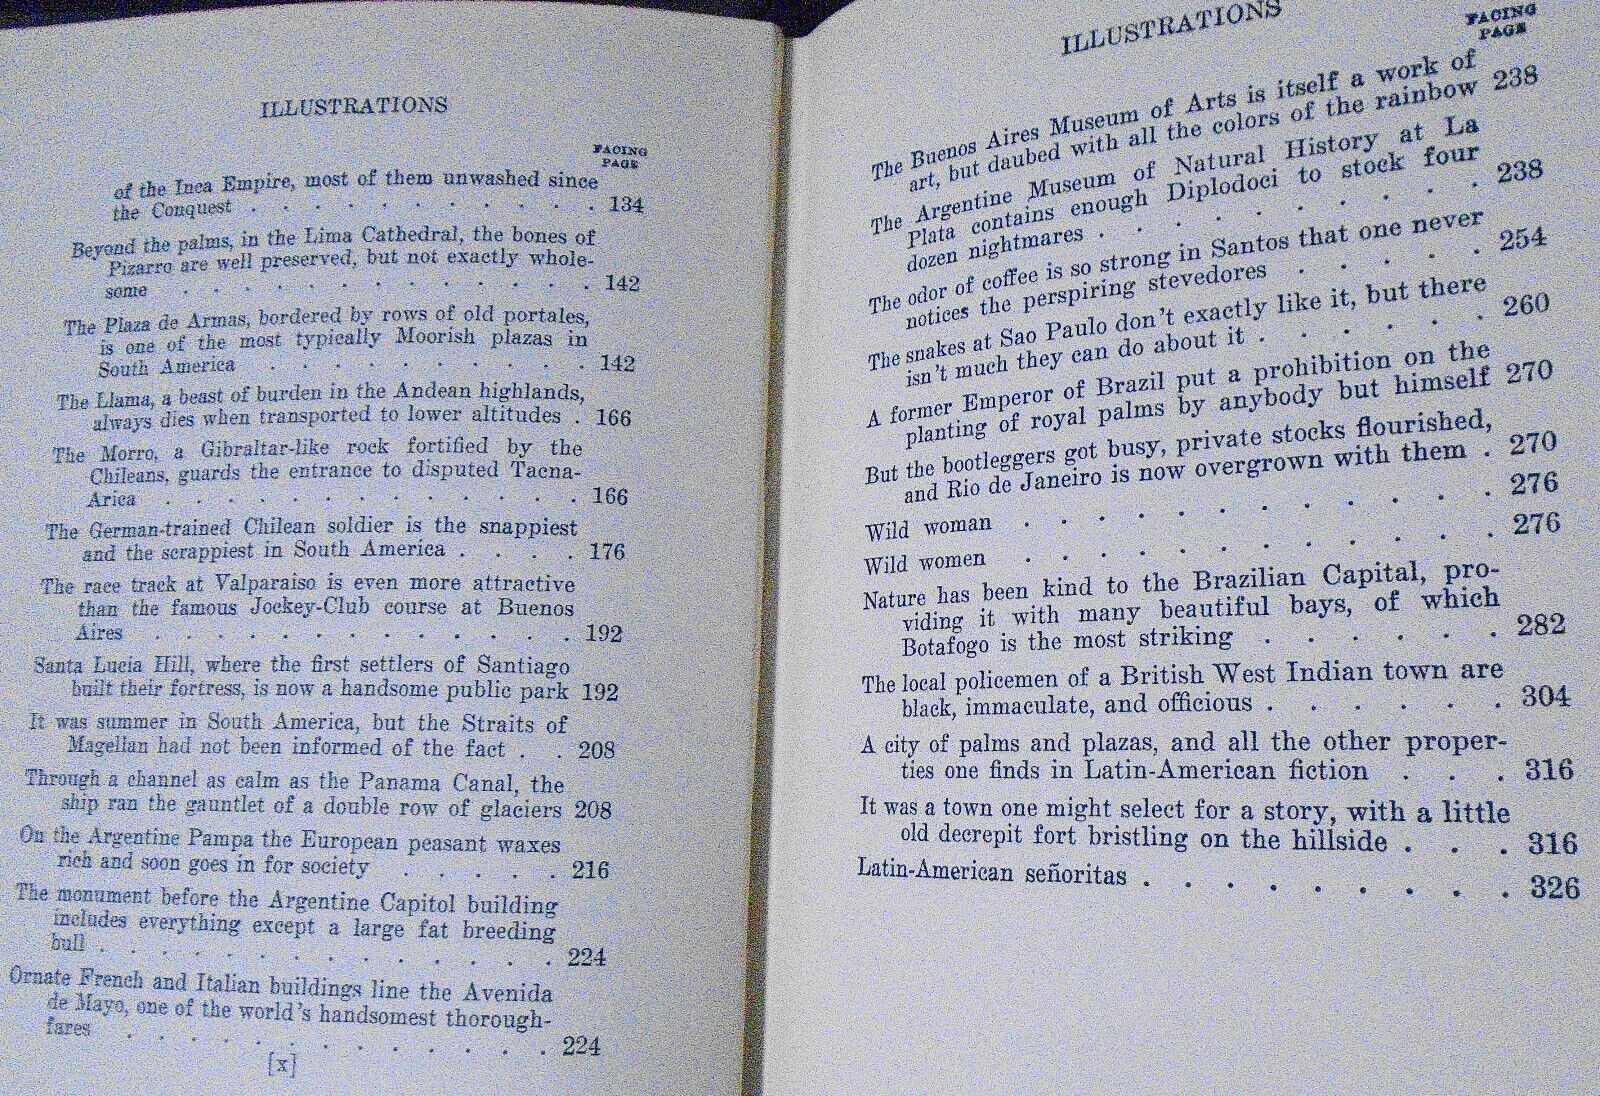 ILLUSTRATIONS
FACING
PAGE
of the Inca Empire, most of them unwashed since
the Conquest . . . . . . . . . . . 134
Beyond the palms, in the Lima Cathedral, the bones of
Pizarro are well preserved, but not exactly whole-
some . . . . . . . . . . . . . 142
The Plaza de Armas, bordered by rows of old portales,
is one of the most typically Moorish plazas in
South America . . . . . . . . . . 142
The Llama, a beast of burden in the Andean highlands,
always dies when transported to lower altitudes . 166
The Morro, a Gibraltar-like rock fortified by the
Chileans, guards the entrance to disputed Tacna-
Arica . . . . . . . . . . . . . 166
The German-trained Chilean soldier is the snappiest
and the scrappiest in South America . . . . 176
The race track at Valparaiso is even more attractive
than the famous Jockey-Club course at Buenos
Aires . . . . . . . . . . . . . 192
Santa Lucia Hill, where the first settlers of Santiago
built their fortress, is now a handsome public park 192
It was summer in South America, but the Straits of
Magellan had not been informed of the fact . . 208
Through a channel as calm as the Panama Canal, the
ship ran the gauntlet of a double row of glaciers 208
On the Argentine Pampa the European peasant waxes
rich and soon goes in for society . . . . . 216
The monument before the Argentine Capitol building
includes everything except a large fat breeding
bull . . . . . . . . . . . . . 224
Ornate French and Italian buildings line the Avenida
de Mayo, one of the world's handsomest thorough-
fares . . . . . . . . . . . . 224
[x]
ILLUSTRATIONS
FACING
PAGE
The Buenos Aires Museum of Arts is itself a work of
art, but daubed with all the colors of the rainbow 238
The Argentine Museum of Natural History at La
Plata contains enough Diplodoci to stock four
dozen nightmares . . . . . . . . . 238
The odor of coffee is so strong in Santos that one never
notices the perspiring stevedores . . . . . 254
The snakes at Sao Paulo don't exactly like it, but there
isn't much they can do about it . . . . . . 260
A former Emperor of Brazil put a prohibition on the
planting of royal palms by anybody but himself 270
But the bootleggers got busy, private stocks flourished,
and Rio de Janeiro is now overgrown with them . 270
Wild woman . . . . . . . . . . . . 276
Wild women . . . . . . . . . . . . 276
Nature has been kind to the Brazilian Capital, pro-
viding it with many beautiful bays, of which
Botafogo is the most striking . . . . . . 282
The local policemen of a British West Indian town are
black, immaculate, and officious . . . . . . 304
A city of palms and plazas, and all the other proper-
ties one finds in Latin-American fiction . . . 316
It was a town one might select for a story, with a little
old decrepit fort bristling on the hillside . . . 316
Latin-American señoritas . . . . . . . . . 326